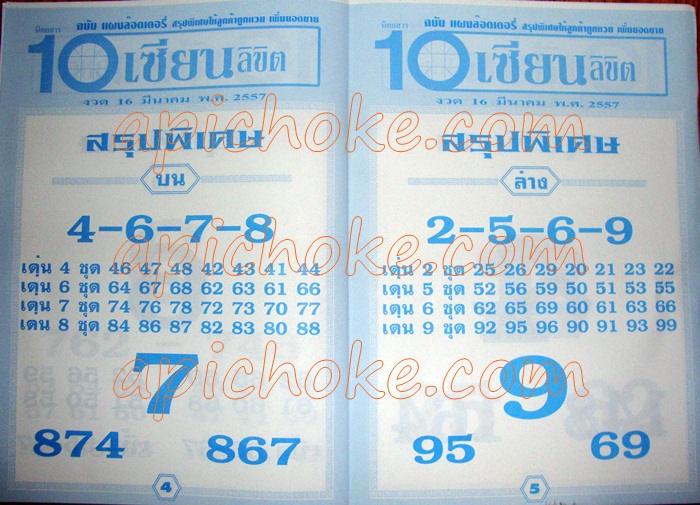 นิตยสาร
ฉบับ แผงล๊อตเตอรี่ สรุปพิเศษให้ลูกค้าถูกหวย เพิ่มยอดขาย
10 เซียนลิขิต
งวด 16 มีนาคม พ.ศ. 2557
สรุปพิเศษ
บน
4-6-7-8
เด่น 4 ชุด 46 47 48 42 43 41 44
เด่น 6 ชุด 64 67 68 62 63 61 66
เด่น 7 ชุด 74 76 78 72 73 70 77
เด่น 8 ชุด 84 86 87 82 83 80 88
7
874 867
4
นิตยสาร
ฉบับ แผงล๊อตเตอรี่ สรุปพิเศษให้ลูกค้าถูกหวย เพิ่มยอดขาย
10 เซียนลิขิต
งวด 16 มีนาคม พ.ศ. 2557
สรุปพิเศษ
ล่าง
2-5-6-9
เด่น 2 ชุด 25 26 29 20 21 23 22
เด่น 5 ชุด 52 56 59 50 51 53 55
เด่น 6 ชุด 62 65 69 60 61 63 66
เด่น 9 ชุด 92 95 96 90 91 93 99
9
95 69
5
apichoke.com
apichoke.com
apichoke.com